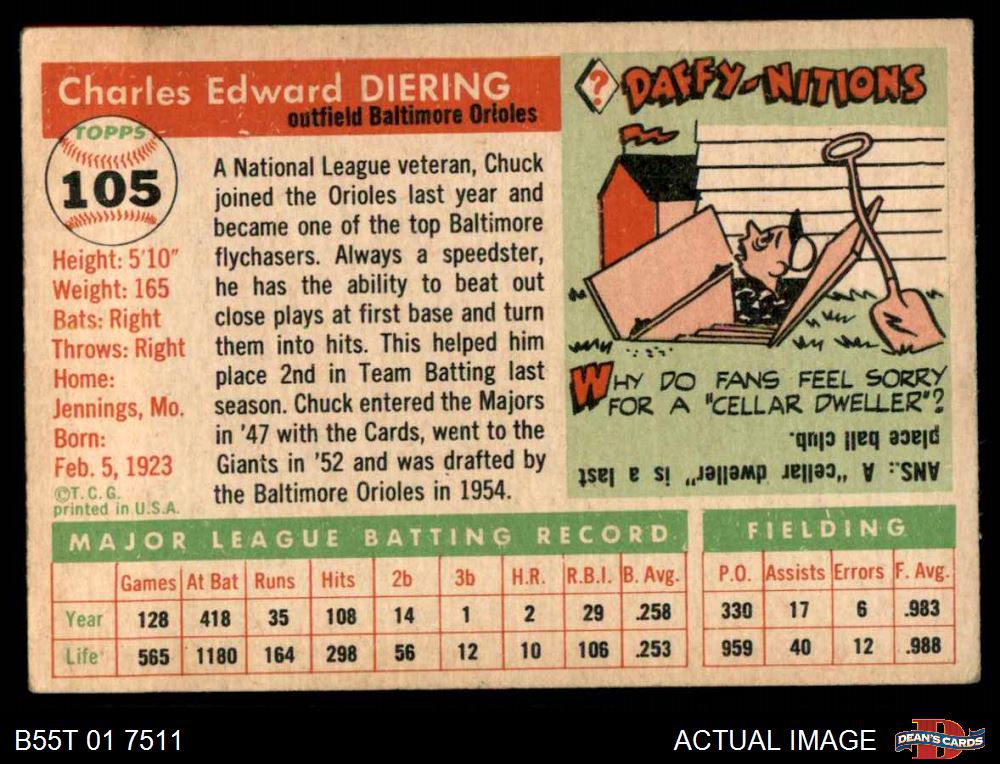 Charles Edward DIERING
outfield Baltimore Orioles
TOPPS
105
Height: 5'10"
Weight: 165
Bats: Right
Throws: Right
Home:
Jennings, Mo.
Born:
Feb. 5, 1923
©T.C.G.
printed in U.S.A.
A National League veteran, Chuck
joined the Orioles last year and
became one of the top Baltimore
flychasers. Always a speedster,
he has the ability to beat out
close plays at first base and turn
them into hits. This helped him
place 2nd in Team Batting last
season. Chuck entered the Majors
in '47 with the Cards, went to the
Giants in '52 and was drafted by
the Baltimore Orioles in 1954.
? DAFFY-NITIONS
WHY DO FANS FEEL SORRY
FOR A "CELLAR DWELLER"?
ANS.: A "cellar dweller" is a last
place ball club.
MAJOR LEAGUE BATTING RECORD
Games At Bat Runs Hits 2b 3b H.R. R.B.I. B. Avg.
Year 128 418 35 108 14 1 2 29 .258
Life 565 1180 164 298 56 12 10 106 .253
FIELDING
P.O. Assists Errors F. Avg.
330 17 6 .983
959 40 12 .988
B55T 01 7511
ACTUAL IMAGE
DEAN'S CARDS